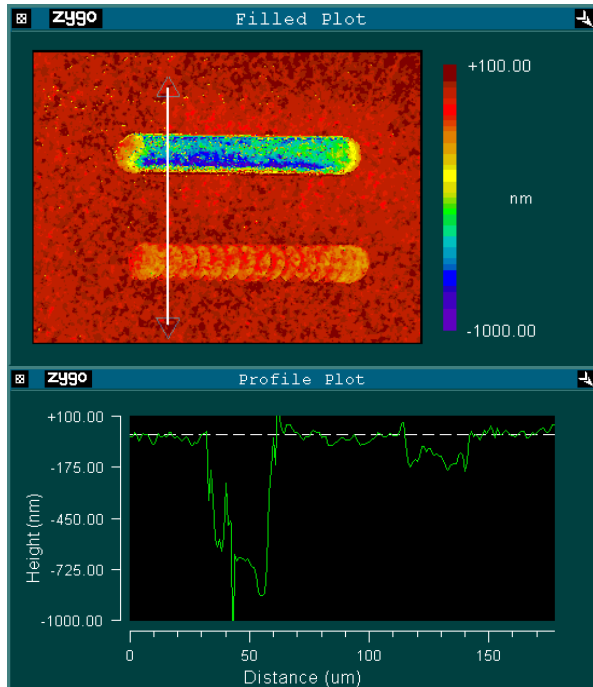 zygo Filled Plot
+100.00
nm
-1000.00
zygo Profile Plot
+100.00
-175.00
-450.00
-725.00
-1000.00
Height (nm)
0 50 100 150
Distance (um)